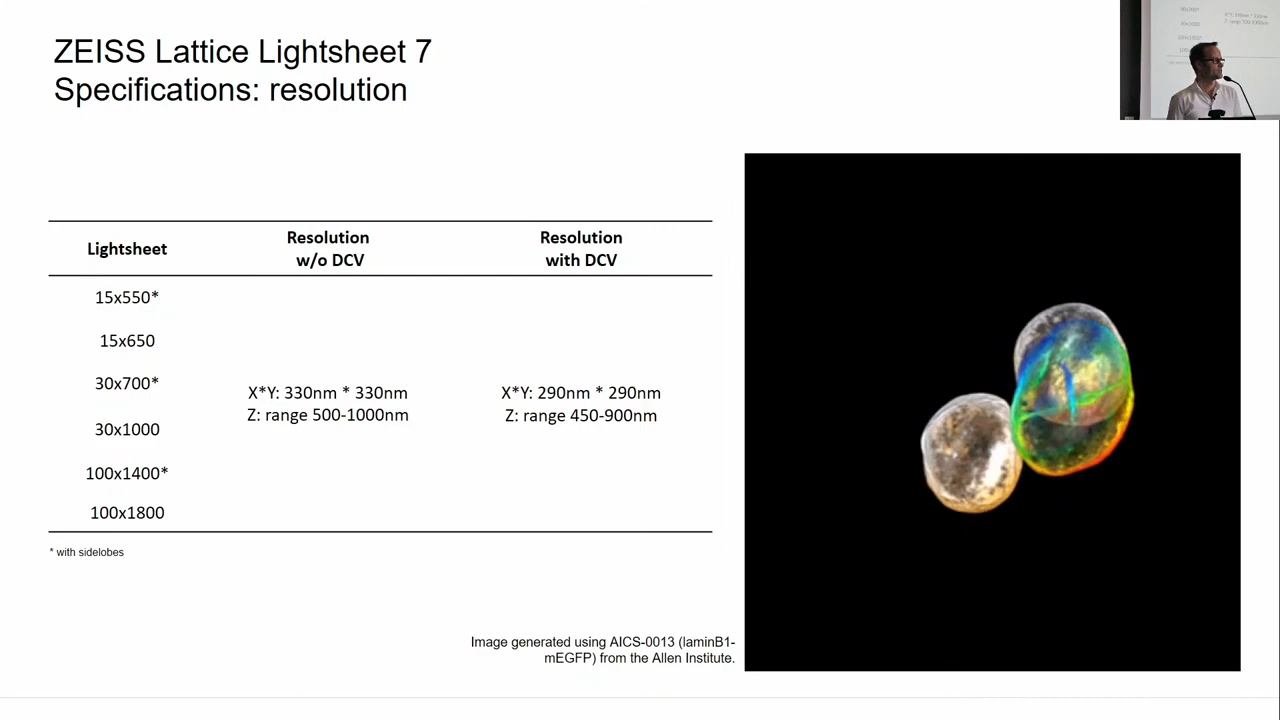 ZEISS Lattice Lightsheet 7
Specifications: resolution
Lightsheet
Resolution
w/o DCV
Resolution
with DCV
15x550*
15x650
30x700*
30x1000
100x1400*
100x1800
X*Y: 330nm * 330nm
Z: range 500-1000nm
X*Y: 290nm * 290nm
Z: range 450-900nm
* with sidelobes
Image generated using AICS-0013 (laminB1-
mEGFP) from the Allen Institute.